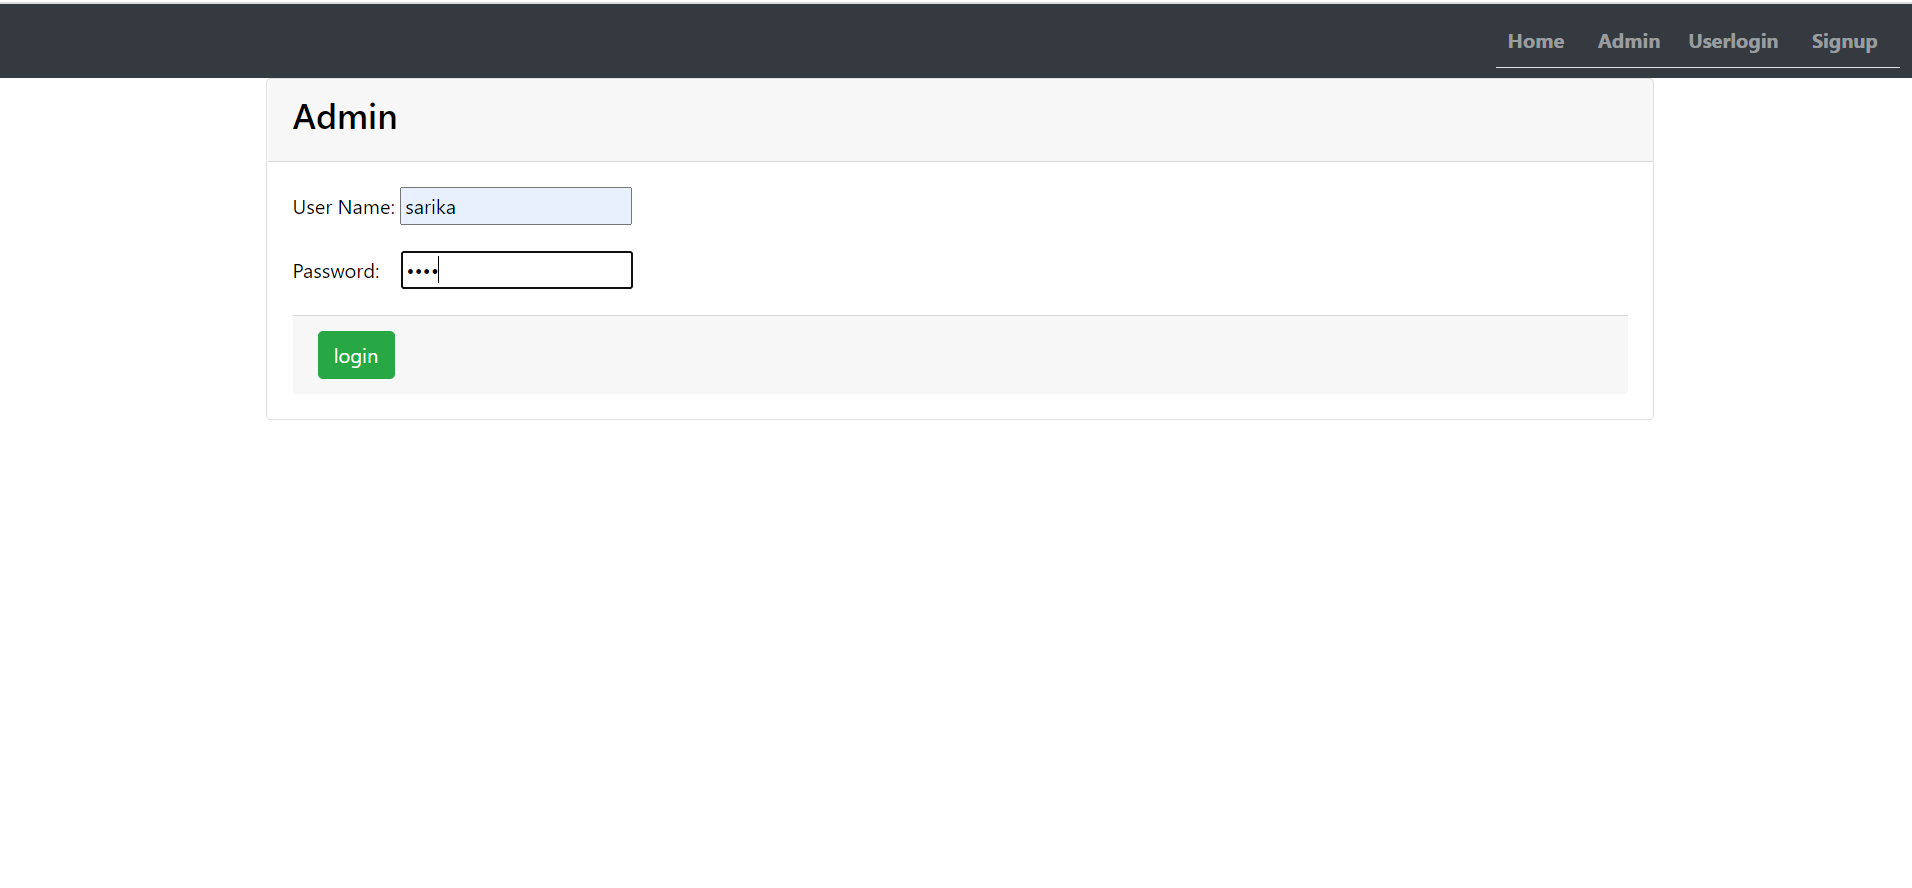 Home Admin Userlogin Signup
Admin
User Name: sarika
Password: ••••
login